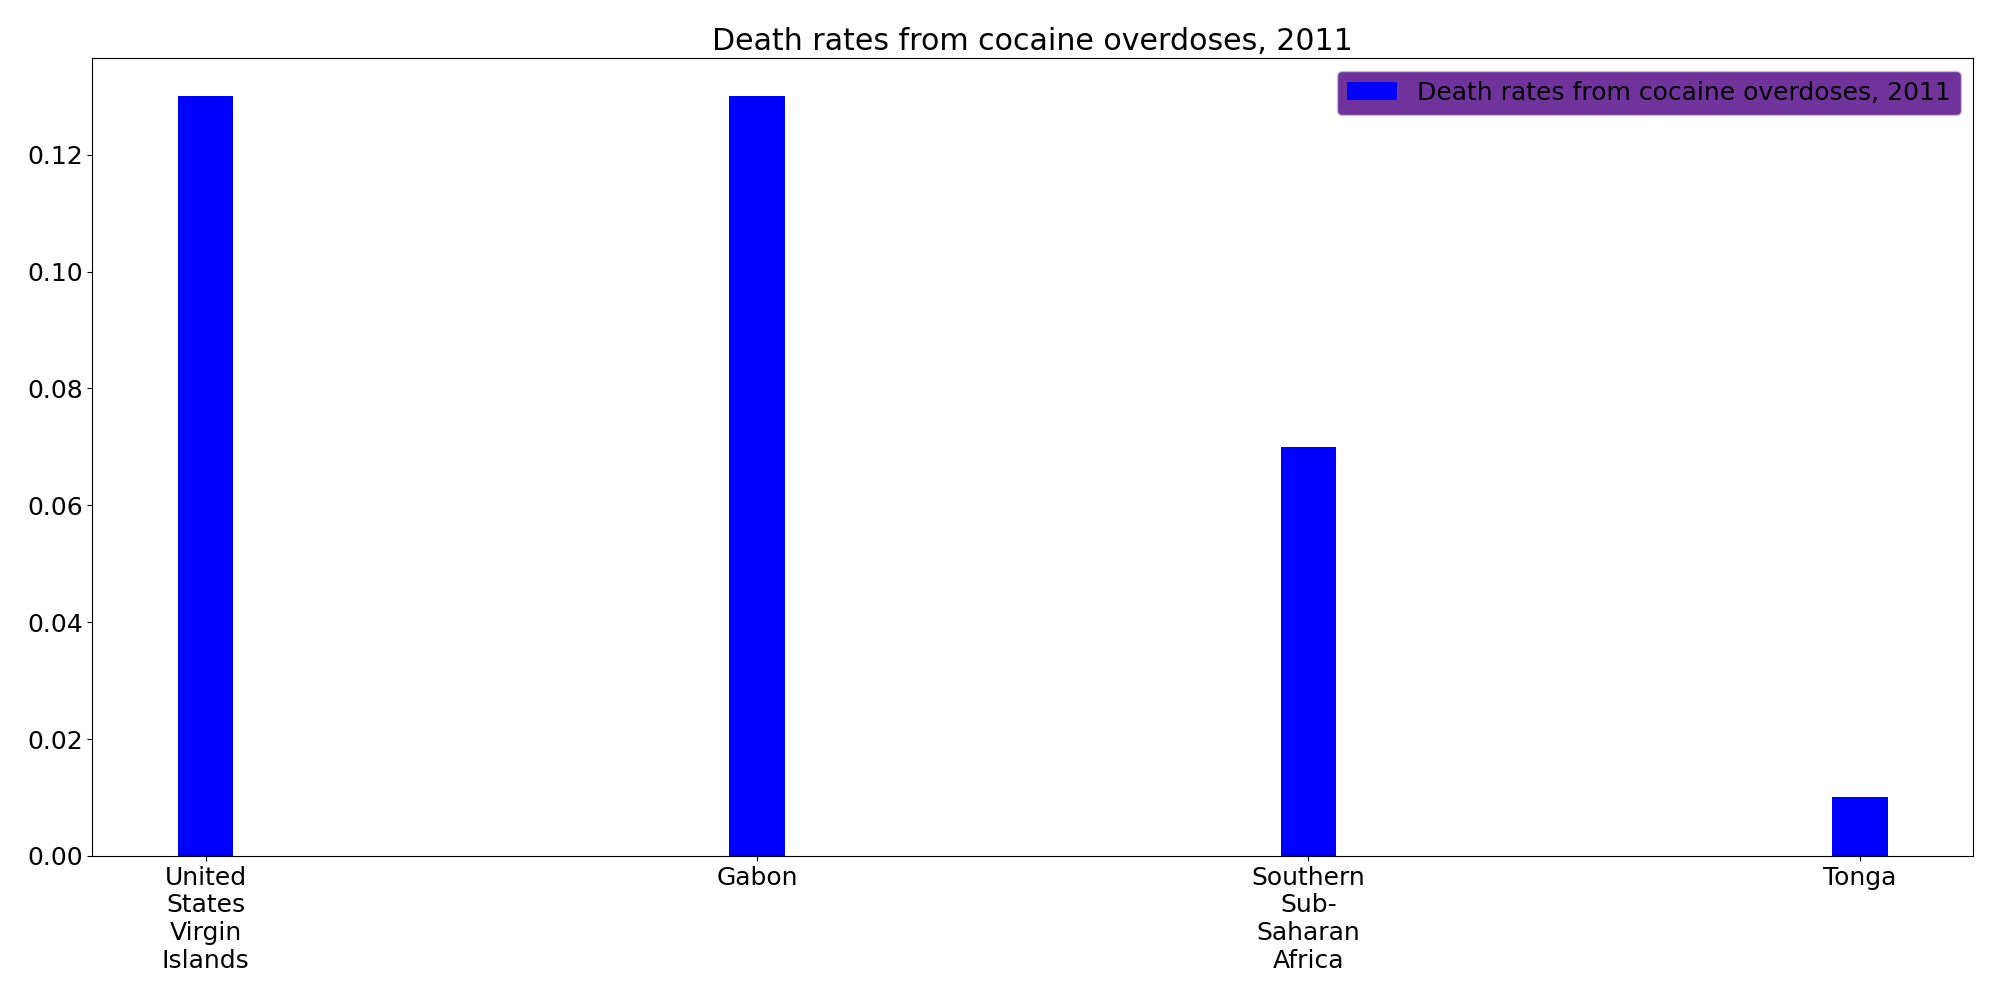 Death rates from cocaine overdoses, 2011
Death rates from cocaine overdoses, 2011
0.12
0.10
0.08
0.06
0.04
0.02
0.00
United
States
Virgin
Islands
Gabon
Southern
Sub-
Saharan
Africa
Tonga